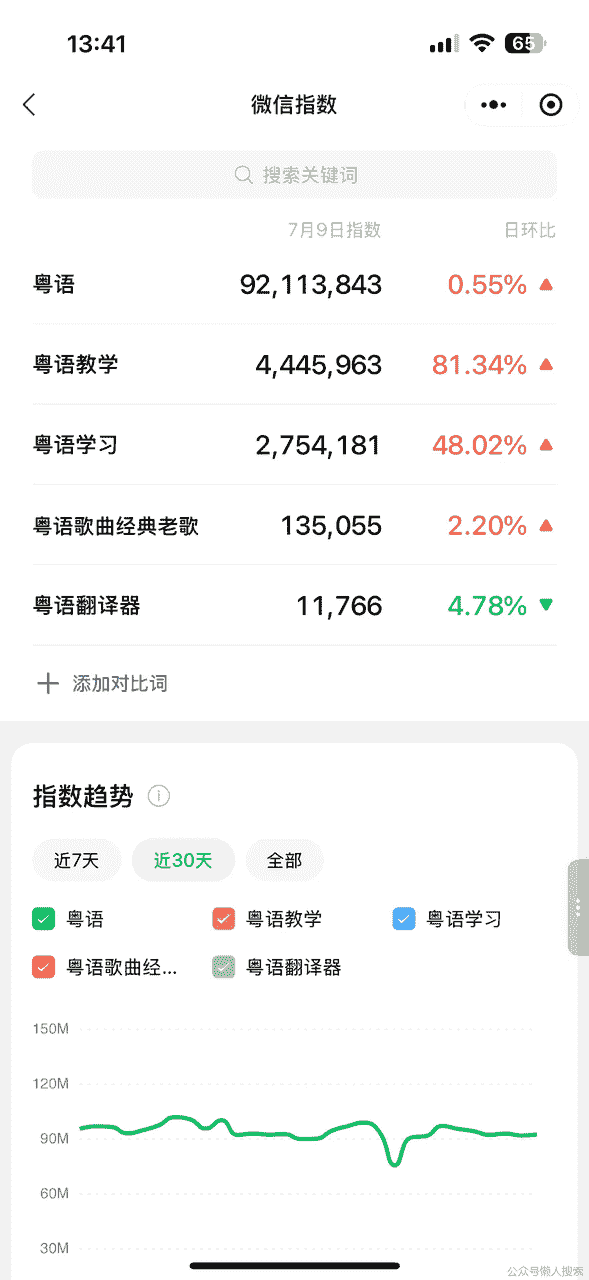 13:41
65
微信指数
搜索关键词
7月9日指数 日环比
粤语 92,113,843 0.55%
粤语教学 4,445,963 81.34%
粤语学习 2,754,181 48.02%
粤语歌曲经典老歌 135,055 2.20%
粤语翻译器 11,766 4.78%
添加对比词
指数趋势
近7天 近30天 全部
粤语 粤语教学 粤语学习
粤语歌曲经... 粤语翻译器
150M
120M
90M
60M
30M
公众号懒人搜索